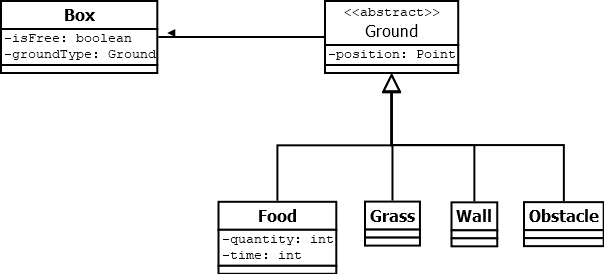 Box
-isFree: boolean
-groundType: Ground
<<abstract>>
Ground
-position: Point
Food
-quantity: int
-time: int
Grass
Wall
Obstacle